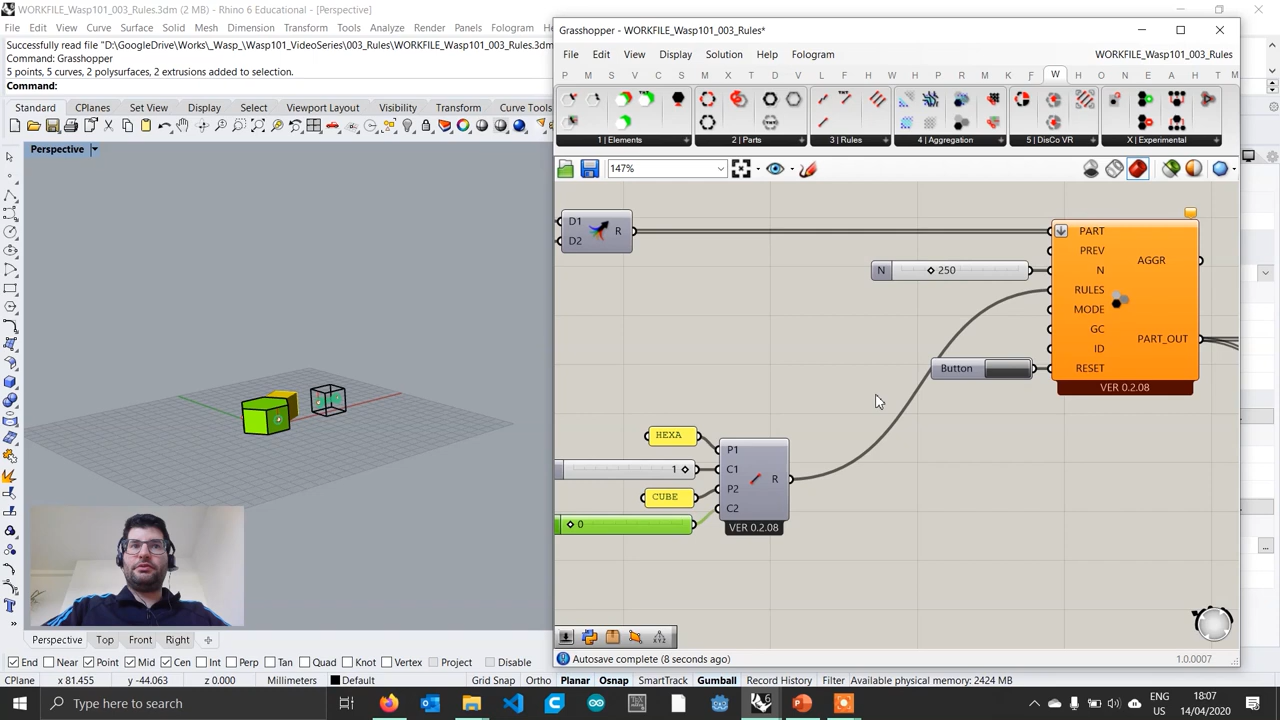 WORKFILE_Wasp101_003_Rules.3dm (2 MB) - Rhino 6 Educational - [Perspective]
File Edit View Curve Surface Solid Mesh Dimension Transform Tools Analyze Render Panels Help
Successfully read file "D:\GoogleDrive\Works\_Wasp_\Wasp101_VideoSeries\003_Rules\WORKFILE_Wasp101_003_Rules.3dm
Command: Grasshopper
5 points, 5 curves, 2 polysurfaces, 2 extrusions added to selection.
Command:
Standard CPlanes Set View Display Select Viewport Layout Visibility Transform Curve Tools
Perspective
Grasshopper - WORKFILE_Wasp101_003_Rules*
File Edit View Display Solution Help Fologram WORKFILE_Wasp101_003_Rules
P M S V C S M I X T D V L F H W K P L M F W H O N E A H M
1 | Elements 2 | Parts 3 | Rules 4 | Aggregation 5 | DisCo VR X | Experimental
147%
D1
D2
R
N 250
PART
PREV
N
RULES
MODE
GC
ID
RESET
AGGR
PART_OUT
VER 0.2.08
Button
HEXA
1
CUBE
0
P1
C1
P2
C2
R
VER 0.2.08
Autosave complete (8 seconds ago) 1.0.0007
Perspective Top Front Right
End Near Point Mid Cen Int Perp Tan Quad Knot Vertex Project Disable
CPlane x 81.455 y -44.063 z 0.000 Millimeters Default Grid Snap Ortho Planar Osnap SmartTrack Gumball Record History Filter Available physical memory: 2424 MB
Type here to search
ENG
18:07
14/04/2020